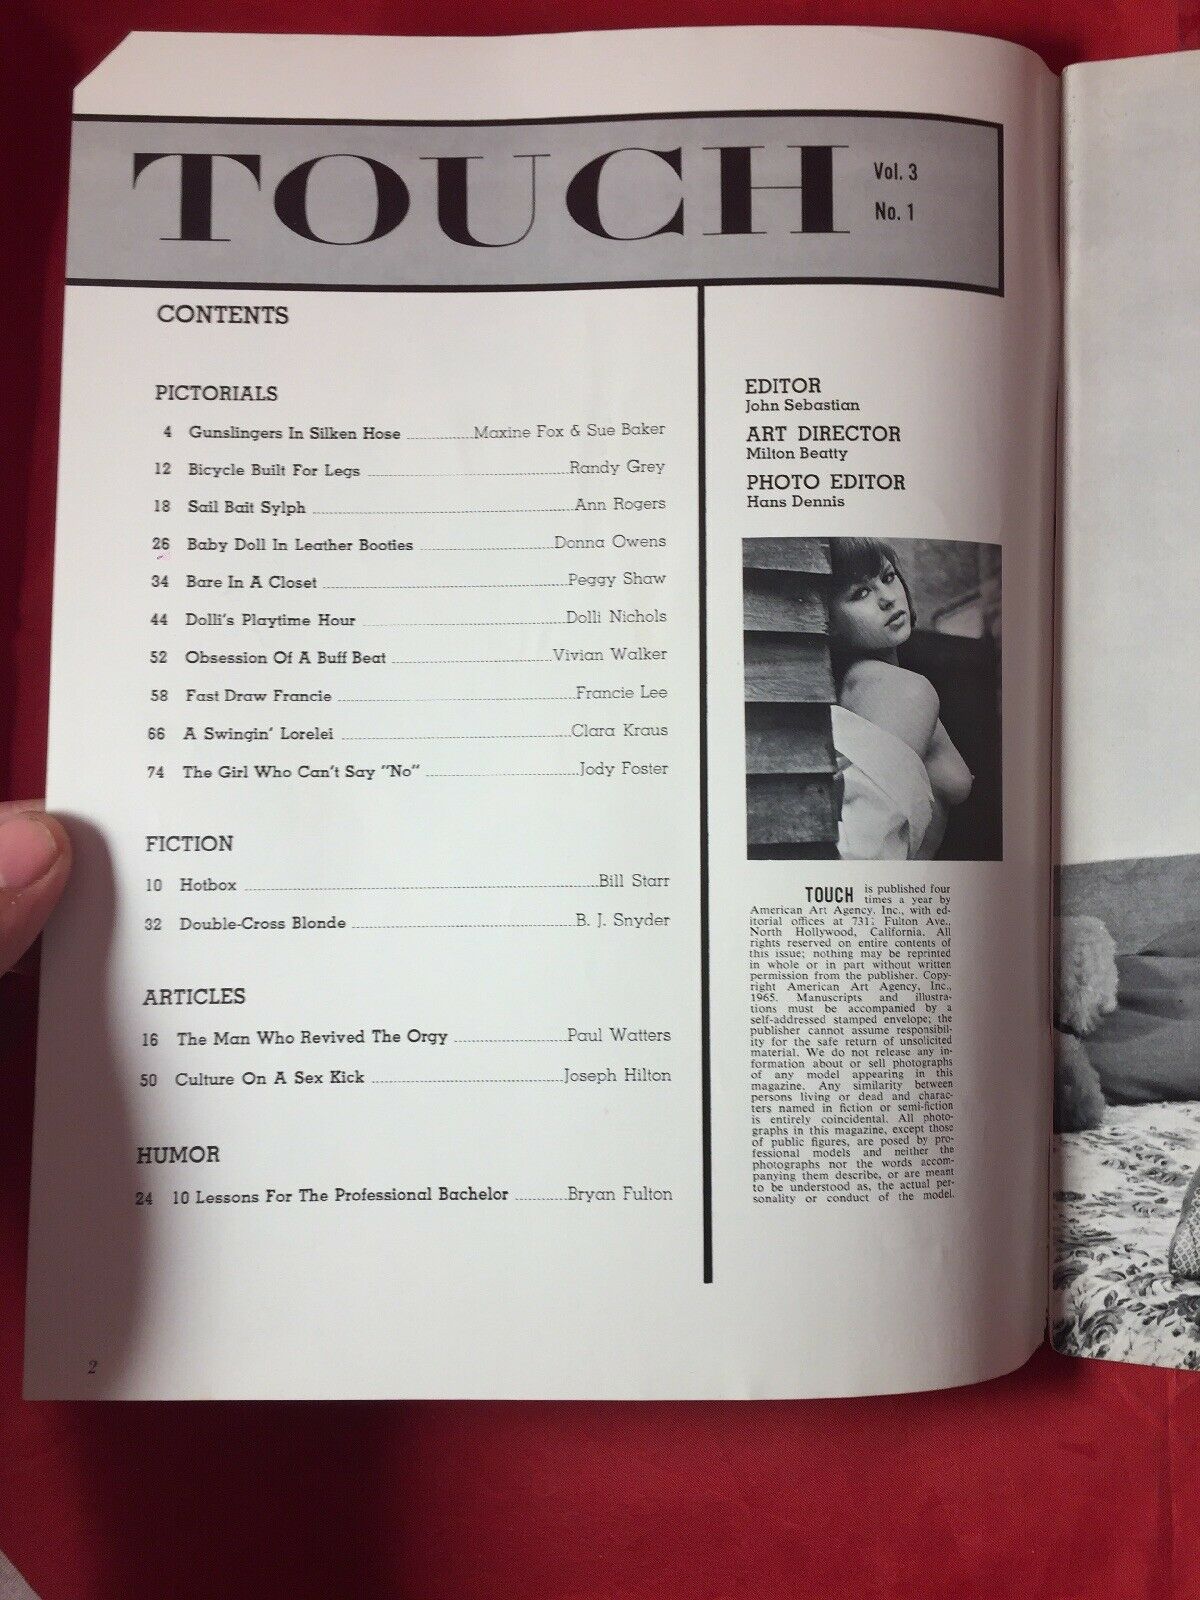 TOUCH
Vol. 3
No. 1
CONTENTS
PICTORIALS
4 Gunslingers In Silken Hose Maxine Fox & Sue Baker
12 Bicycle Built For Legs Randy Grey
18 Sail Bait Sylph Ann Rogers
26 Baby Doll In Leather Booties Donna Owens
34 Bare In A Closet Peggy Shaw
44 Dolli's Playtime Hour Dolli Nichols
52 Obsession Of A Buff Beat Vivian Walker
58 Fast Draw Francie Francie Lee
66 A Swingin' Lorelei Clara Kraus
74 The Girl Who Can't Say "No" Jody Foster
FICTION
10 Hotbox Bill Starr
32 Double-Cross Blonde B. J. Snyder
ARTICLES
16 The Man Who Revived The Orgy Paul Watters
50 Culture On A Sex Kick Joseph Hilton
HUMOR
24 10 Lessons For The Professional Bachelor Bryan Fulton
2
EDITOR
John Sebastian
ART DIRECTOR
Milton Beatty
PHOTO EDITOR
Hans Dennis
TOUCH is published four
times a year by
American Art Agency, Inc., with ed-
itorial offices at Fulton Ave.,
North Hollywood, California. All
rights reserved on entire contents of
this issue; nothing may be reprinted
in whole or in part without written
permission from the publisher. Copy-
right American Art Agency, Inc.,
1965. Manuscripts and illustra-
tions must be accompanied by a
self-addressed stamped envelope; the
publisher cannot assume responsibil-
ity for the safe return of unsolicited
material. We do not release any in-
formation about or sell photographs
of any model appearing in this
magazine. Any similarity between
persons living or dead and charac-
ters named in fiction or semi-fiction
is entirely coincidental. All photo-
graphs in this magazine, except those
of public figures, are posed by pro-
fessional models and neither the
photographs nor the words accom-
panying them describe, or are meant
to be understood as, the actual per-
sonality or conduct of the model.